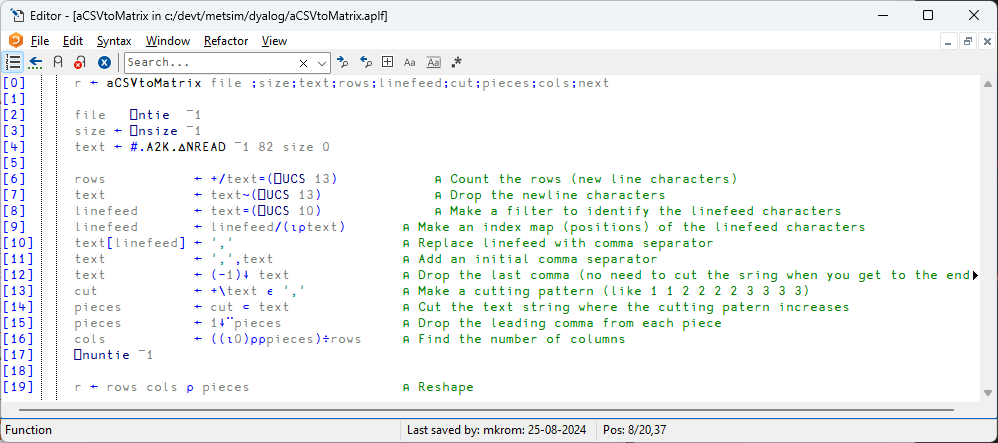 Editor - [aCSVtoMatrix in c:/devt/metsim/dyalog/aCSVtoMatrix.aplf]
File Edit Syntax Window Refactor View
Search... Aa Aa .*
[0] r ← aCSVtoMatrix file ;size;text;rows;linefeed;cut;pieces;cols;next
[1]
[2] file ⎕ntie ¯1
[3] size ← ⎕nsize ¯1
[4] text ← #.A2K.∆NREAD ¯1 82 size 0
[5]
[6] rows ← +/text=(⎕UCS 13) ⍝ Count the rows (new line characters)
[7] text ← text~(⎕UCS 13) ⍝ Drop the newline characters
[8] linefeed ← text=(⎕UCS 10) ⍝ Make a filter to identify the linefeed characters
[9] linefeed ← linefeed/(⍳⍴text) ⍝ Make an index map (positions) of the linefeed characters
[10] text[linefeed] ← ',' ⍝ Replace linefeed with comma separator
[11] text ← ',',text ⍝ Add an initial comma separator
[12] text ← (-1)↓ text ⍝ Drop the last comma (no need to cut the sring when you get to the end
[13] cut ← +\text ∊ ',' ⍝ Make a cutting pattern (like 1 1 2 2 2 2 3 3 3 3)
[14] pieces ← cut ⊂ text ⍝ Cut the text string where the cutting patern increases
[15] pieces ← 1↓¨pieces ⍝ Drop the leading comma from each piece
[16] cols ← ((⍳0)⍴⍴pieces)÷rows ⍝ Find the number of columns
[17] ⎕nuntie ¯1
[18]
[19] r ← rows cols ⍴ pieces ⍝ Reshape
Function Last saved by: mkrom: 25-08-2024 Pos: 8/20,37